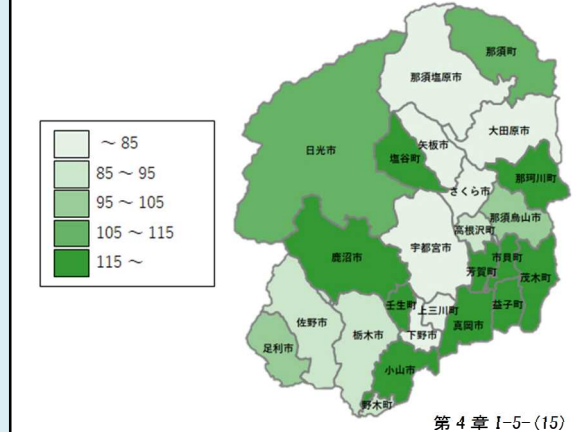 ～ 85
85 ～ 95
95 ～ 105
105 ～ 115
115 ～
那須町
那須塩原市
大田原市
矢板市
日光市
塩谷町
那珂川町
さくら市
那須烏山市
高根沢町
宇都宮市
鹿沼市
市貝町
芳賀町
茂木町
壬生町
上三川町
益子町
真岡市
佐野市
栃木市
下野市
足利市
小山市
野木町
第 4 章 I-5-(15)